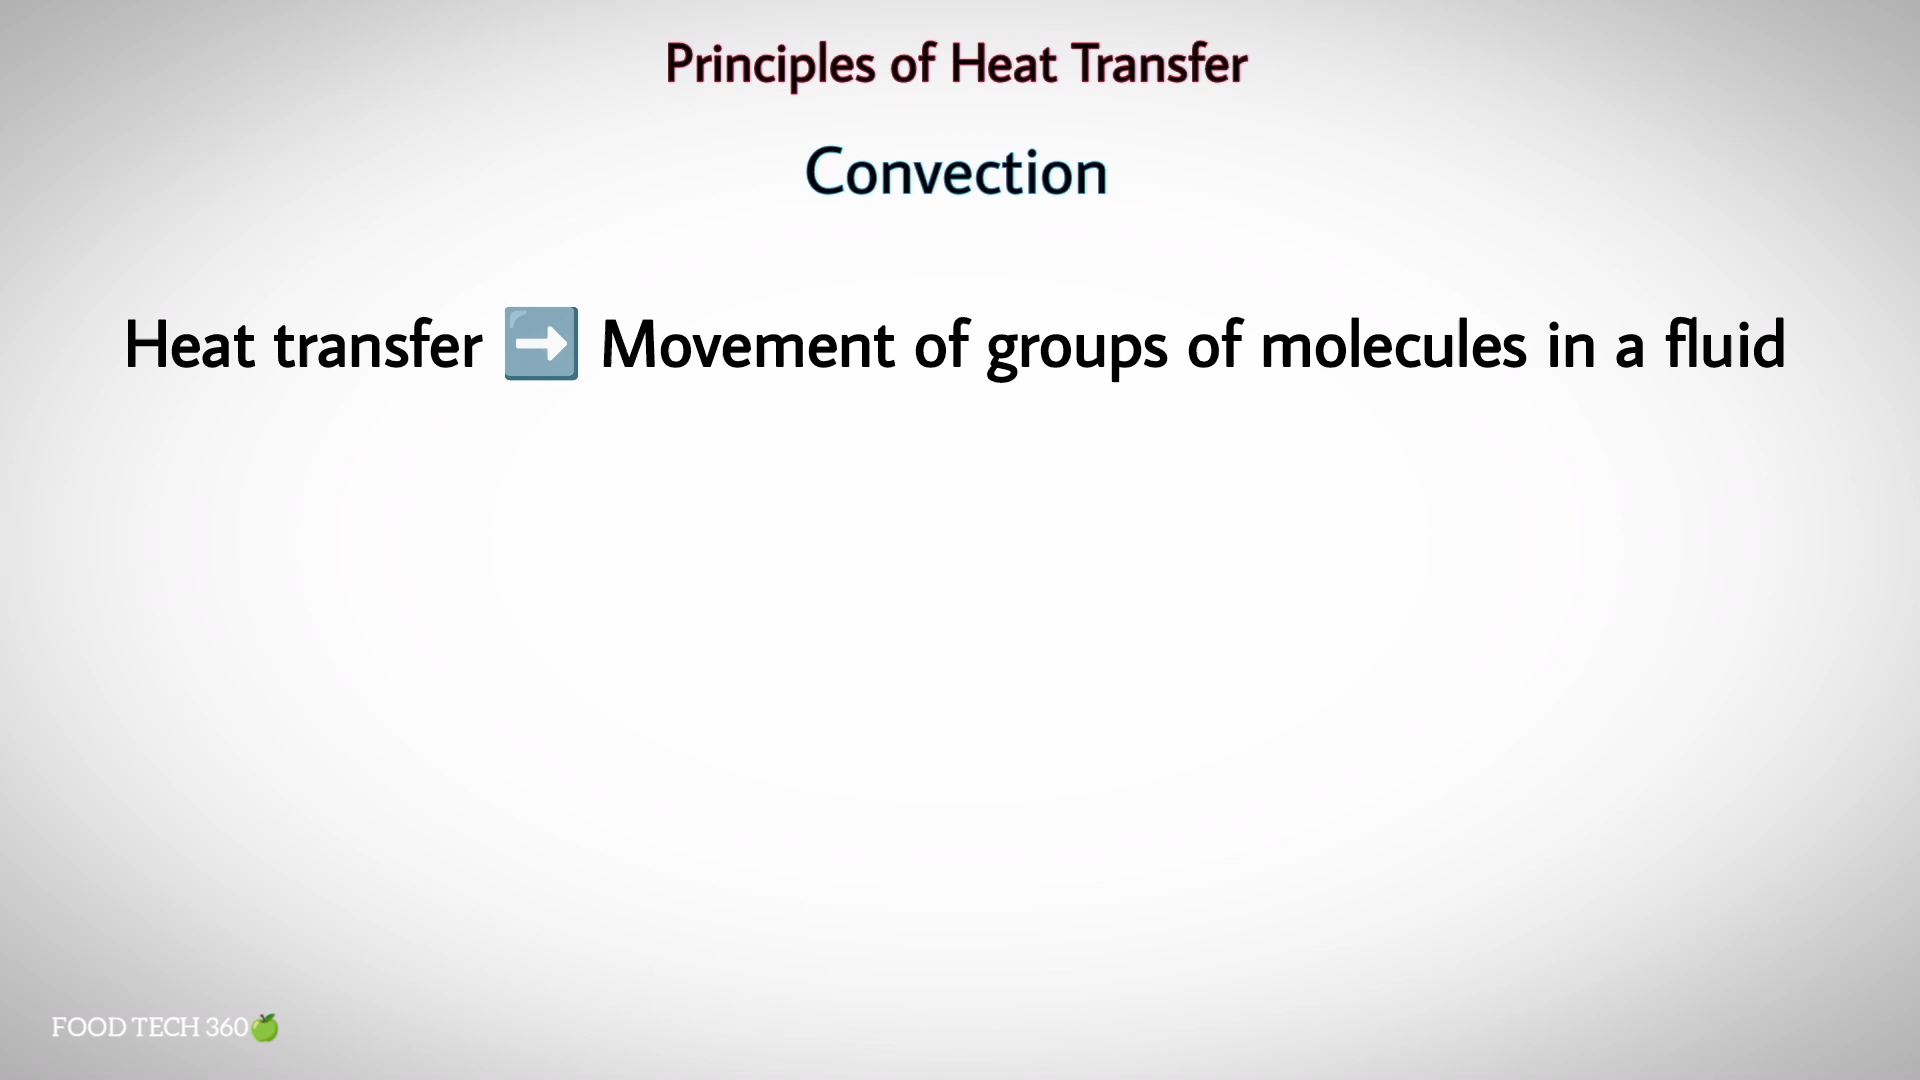 Principles of Heat Transfer
Convection
Heat transfer ➡️ Movement of groups of molecules in a fluid
FOOD TECH 360🍏